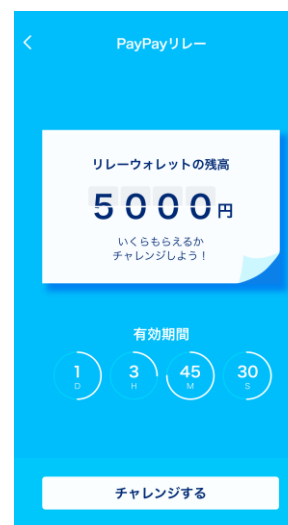 PayPayリレー
リレーウォレットの残高
5000円
いくらもらえるか
チャレンジしよう！
有効期間
1 3 45 30
D H M S
チャレンジする